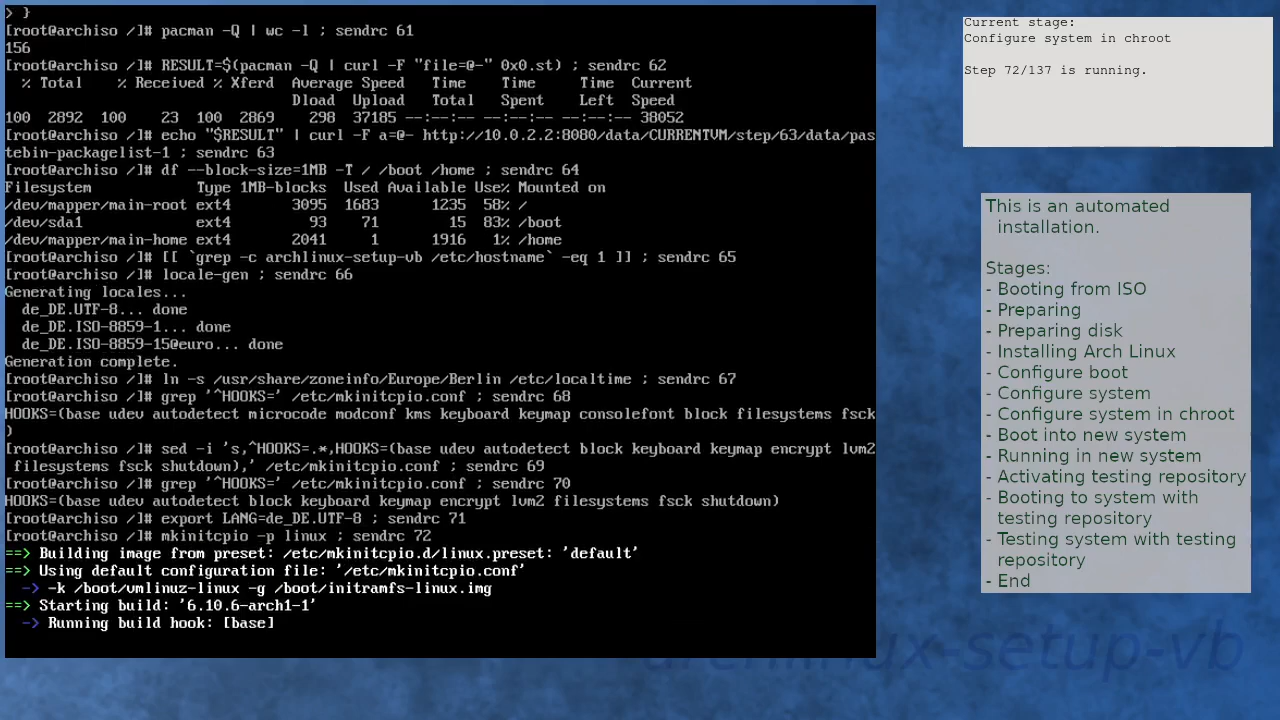 > }
[root@archiso /]# pacman -Q | wc -l ; sendrc 61
156
[root@archiso /]# RESULT=$(pacman -Q | curl -F "file=@-" 0x0.st) ; sendrc 62
  % Total    % Received % Xferd  Average Speed   Time    Time     Time  Current
                                 Dload  Upload   Total   Spent    Left  Speed
100  2892  100    23  100  2869    298  37185 --:--:-- --:--:-- --:--:-- 38052
[root@archiso /]# echo "$RESULT" | curl -F a=@- http://10.0.2.2:8080/data/CURRENTVM/step/63/data/pas
tebin-packagelist-1 ; sendrc 63
[root@archiso /]# df --block-size=1MB -T / /boot /home ; sendrc 64
Filesystem            Type 1MB-blocks  Used Available Use% Mounted on
/dev/mapper/main-root ext4       3095  1683      1235  58% /
/dev/sda1             ext4         93    71        15  83% /boot
/dev/mapper/main-home ext4       2041     1      1916   1% /home
[root@archiso /]# [[ `grep -c archlinux-setup-vb /etc/hostname` -eq 1 ]] ; sendrc 65
[root@archiso /]# locale-gen ; sendrc 66
Generating locales...
  de_DE.UTF-8... done
  de_DE.ISO-8859-1... done
  de_DE.ISO-8859-15@euro... done
Generation complete.
[root@archiso /]# ln -s /usr/share/zoneinfo/Europe/Berlin /etc/localtime ; sendrc 67
[root@archiso /]# grep '^HOOKS=' /etc/mkinitcpio.conf ; sendrc 68
HOOKS=(base udev autodetect microcode modconf kms keyboard keymap consolefont block filesystems fsck
)
[root@archiso /]# sed -i 's,^HOOKS=.*,HOOKS=(base udev autodetect block keyboard keymap encrypt lvm2
 filesystems fsck shutdown),' /etc/mkinitcpio.conf ; sendrc 69
[root@archiso /]# grep '^HOOKS=' /etc/mkinitcpio.conf ; sendrc 70
HOOKS=(base udev autodetect block keyboard keymap encrypt lvm2 filesystems fsck shutdown)
[root@archiso /]# export LANG=de_DE.UTF-8 ; sendrc 71
[root@archiso /]# mkinitcpio -p linux ; sendrc 72
==> Building image from preset: /etc/mkinitcpio.d/linux.preset: 'default'
==> Using default configuration file: '/etc/mkinitcpio.conf'
  -> -k /boot/vmlinuz-linux -g /boot/initramfs-linux.img
==> Starting build: '6.10.6-arch1-1'
  -> Running build hook: [base]
Current stage:
Configure system in chroot
Step 72/137 is running.
This is an automated
installation.
Stages:
- Booting from ISO
- Preparing
- Preparing disk
- Installing Arch Linux
- Configure boot
- Configure system
- Configure system in chroot
- Boot into new system
- Running in new system
- Activating testing repository
- Booting to system with
testing repository
- Testing system with testing
repository
- End
archlinux-setup-vb